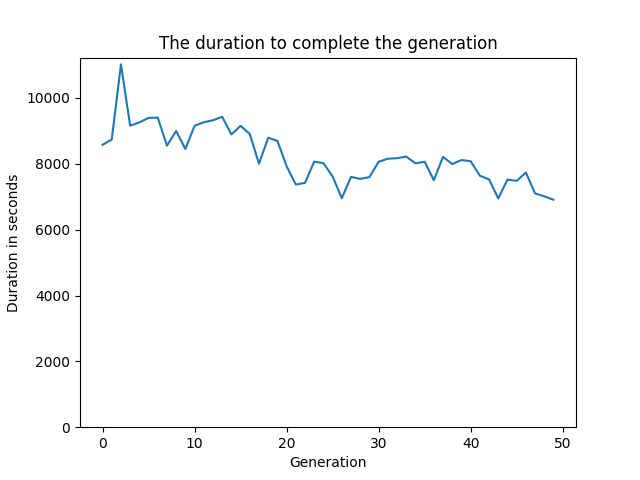 The duration to complete the generation
Duration in seconds
10000
8000
6000
4000
2000
0
0 10 20 30 40 50
Generation